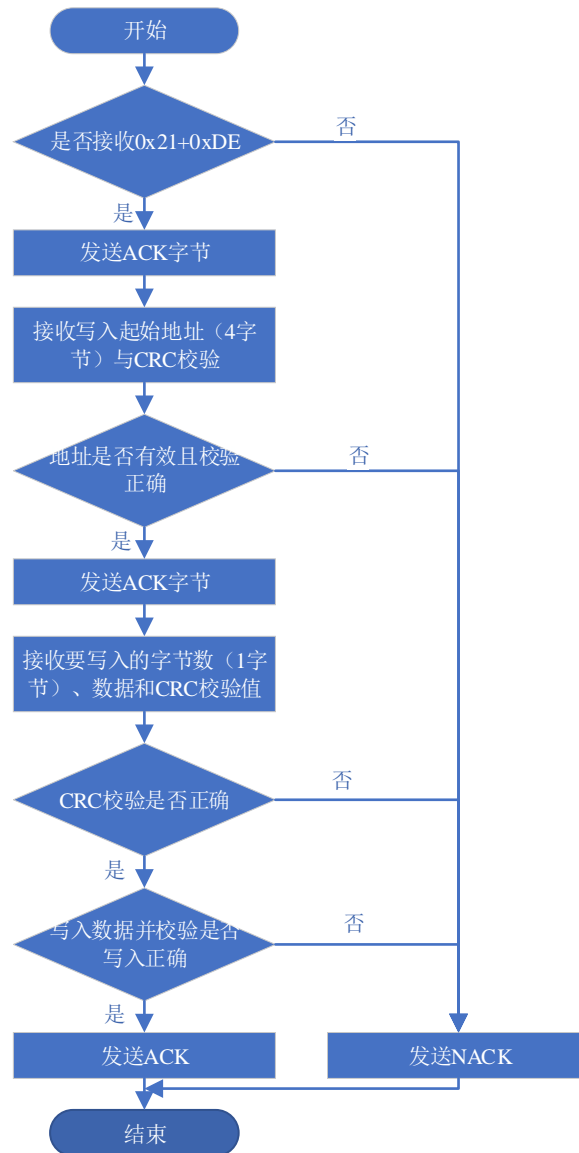 开始
是否接收0x21+0xDE
否
是
发送ACK字节
接收写入起始地址（4字
节）与CRC校验
地址是否有效且校验
正确
否
是
发送ACK字节
接收要写入的字节数（1字
节）、数据和CRC校验值
CRC校验是否正确
否
是
写入数据并校验是否
写入正确
否
是
发送ACK
发送NACK
结束